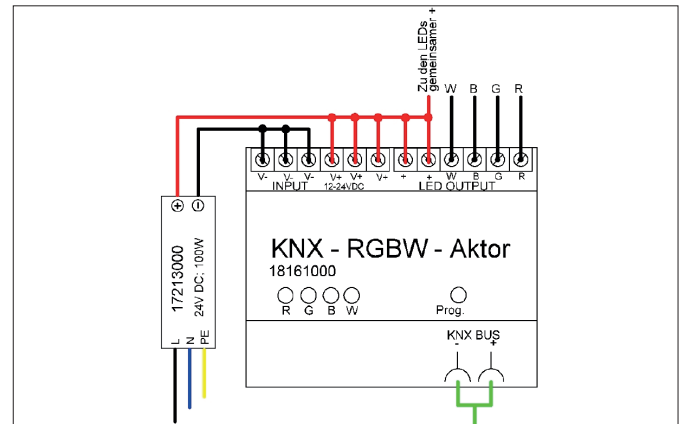 Zu den LEDs
gemeinsamer +
W B G R
V- V- V- V+ V+ V+ + + W B G R
INPUT 12-24VDC LED OUTPUT
+ -
17213000
24V DC: 100W
L N PE
KNX - RGBW - Aktor
18161000
R G B W
Prog.
KNX BUS
- +